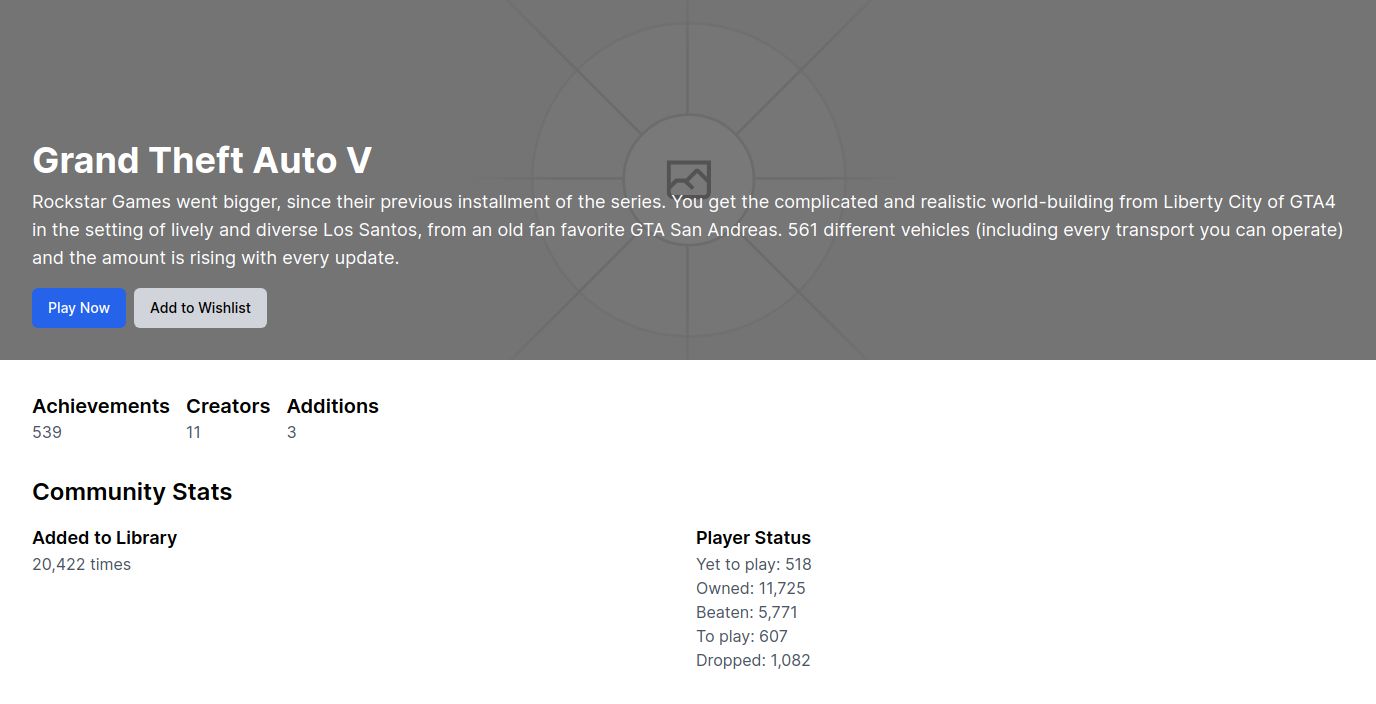 Grand Theft Auto V
Rockstar Games went bigger, since their previous installment of the series. You get the complicated and realistic world-building from Liberty City of GTA4
in the setting of lively and diverse Los Santos, from an old fan favorite GTA San Andreas. 561 different vehicles (including every transport you can operate)
and the amount is rising with every update.
Play Now Add to Wishlist
Achievements Creators Additions
539 11 3
Community Stats
Added to Library
20,422 times
Player Status
Yet to play: 518
Owned: 11,725
Beaten: 5,771
To play: 607
Dropped: 1,082